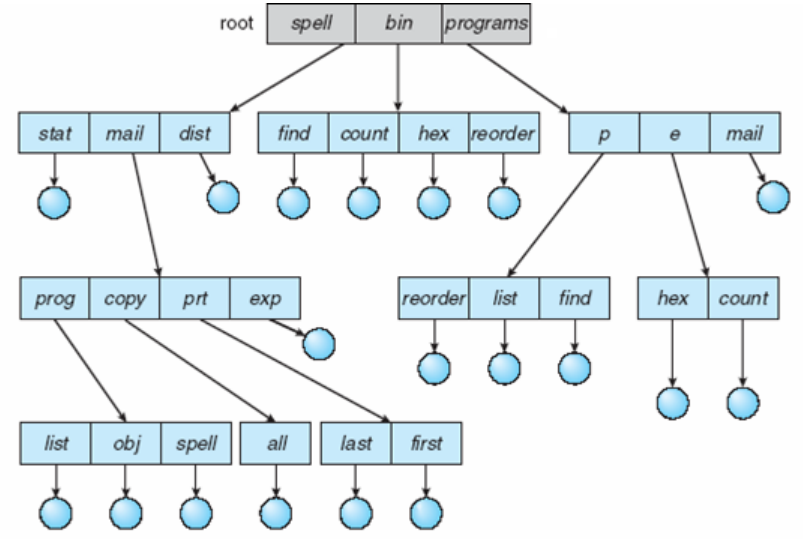 root spell bin programs
stat mail dist find count hex reorder p e mail
prog copy prt exp reorder list find hex count
list obj spell all last first